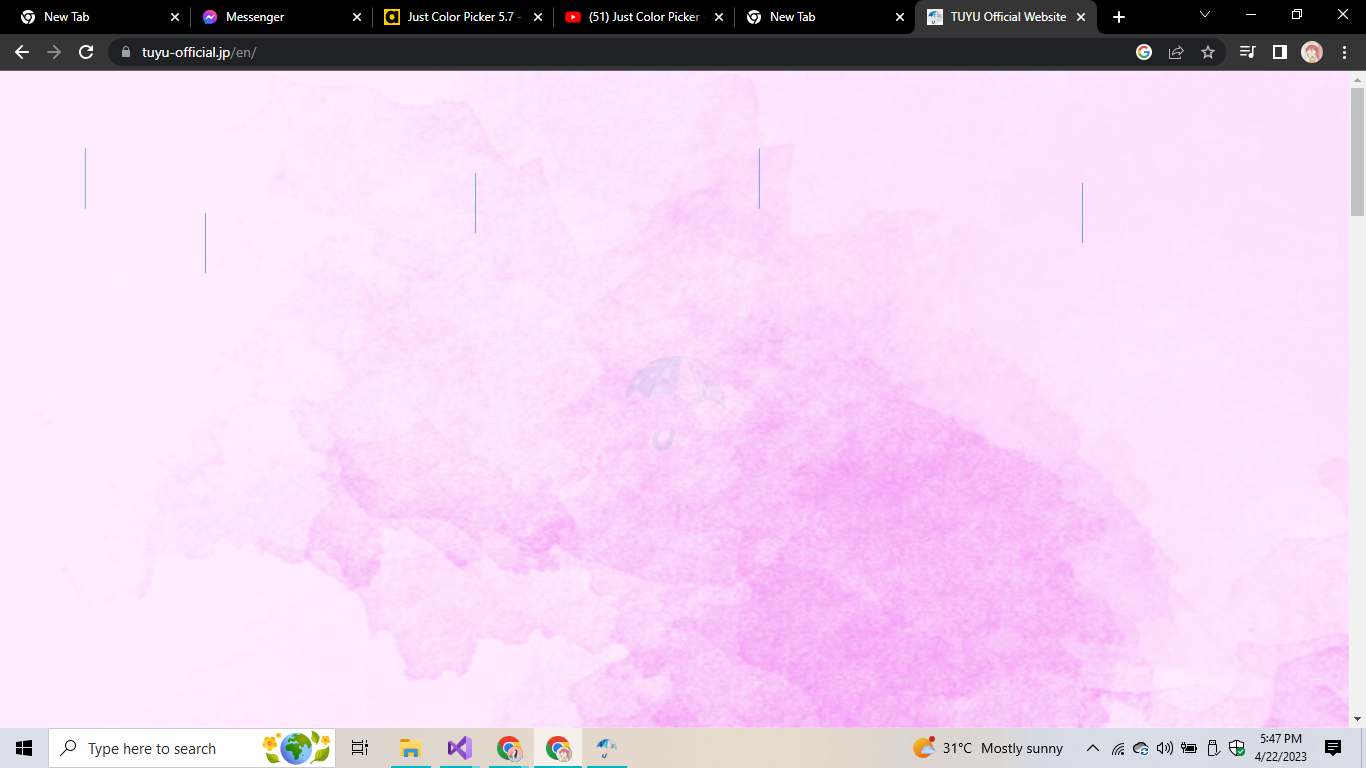 New Tab
Messenger
Just Color Picker 5.7 -
(51) Just Color Picker -
New Tab
TUYU Official Website
tuyu-official.jp/en/
Type here to search
31°C Mostly sunny
5:47 PM
4/22/2023